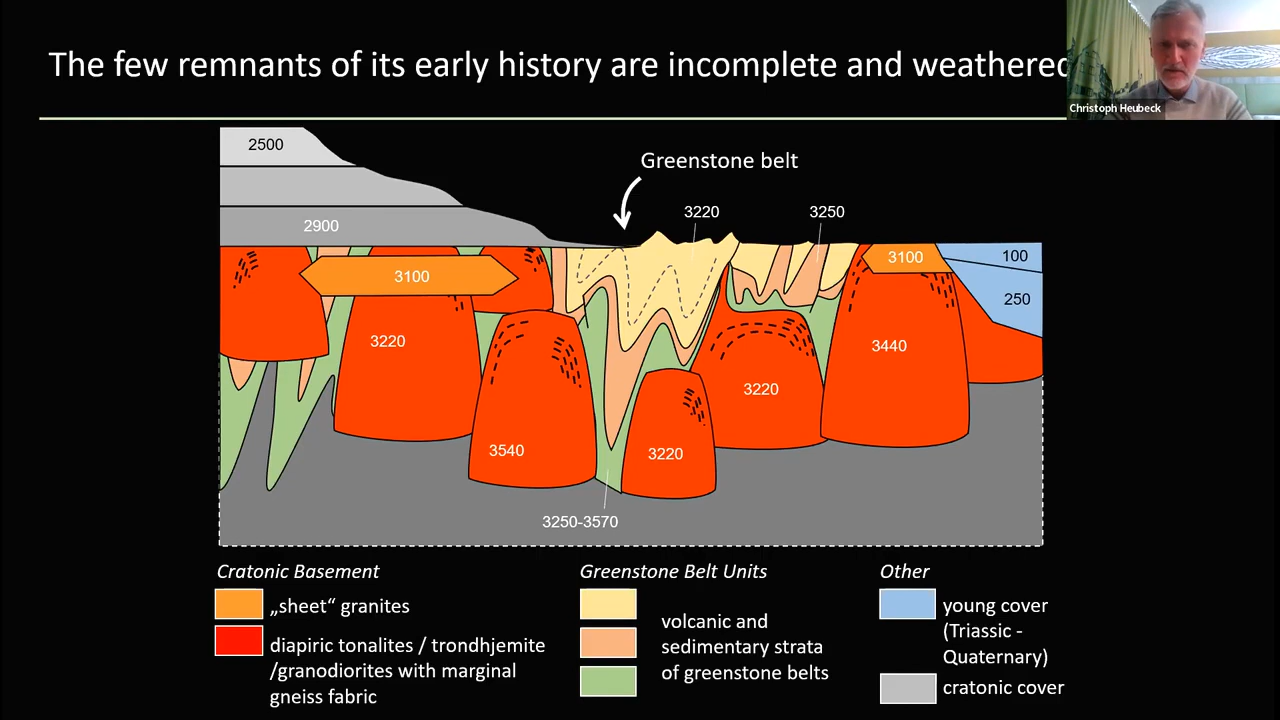 The few remnants of its early history are incomplete and weathered
Christoph Heubeck
2500
Greenstone belt
3220
3250
2900
3100
100
3100
250
3220
3440
3220
3540
3220
3250-3570
Cratonic Basement
„sheet“ granites
diapiric tonalites / trondhjemite
/granodiorites with marginal
gneiss fabric
Greenstone Belt Units
volcanic and
sedimentary strata
of greenstone belts
Other
young cover
(Triassic -
Quaternary)
cratonic cover